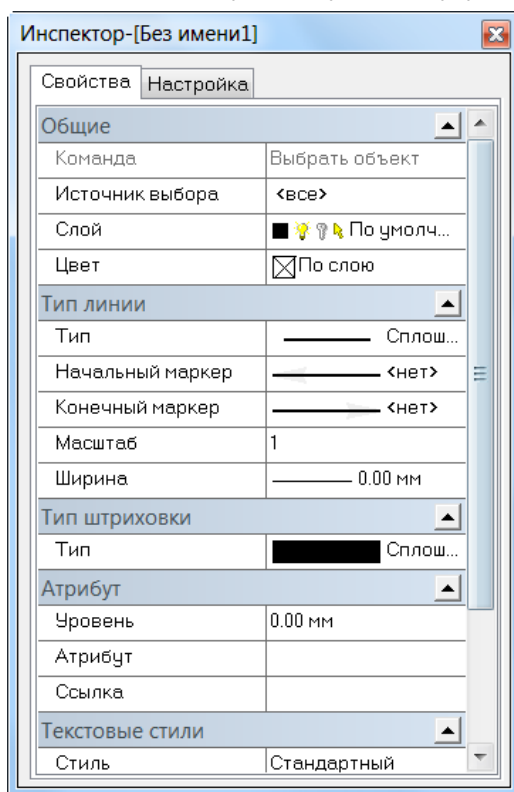 Инспектор-[Без имени1]
Свойства Настройка
Общие
Команда Выбрать объект
Источник выбора <все>
Слой По умолч...
Цвет По слою
Тип линии
Тип Сплош...
Начальный маркер <нет>
Конечный маркер <нет>
Масштаб 1
Ширина 0.00 мм
Тип штриховки
Тип Сплош...
Атрибут
Уровень 0.00 мм
Атрибут
Ссылка
Текстовые стили
Стиль Стандартный